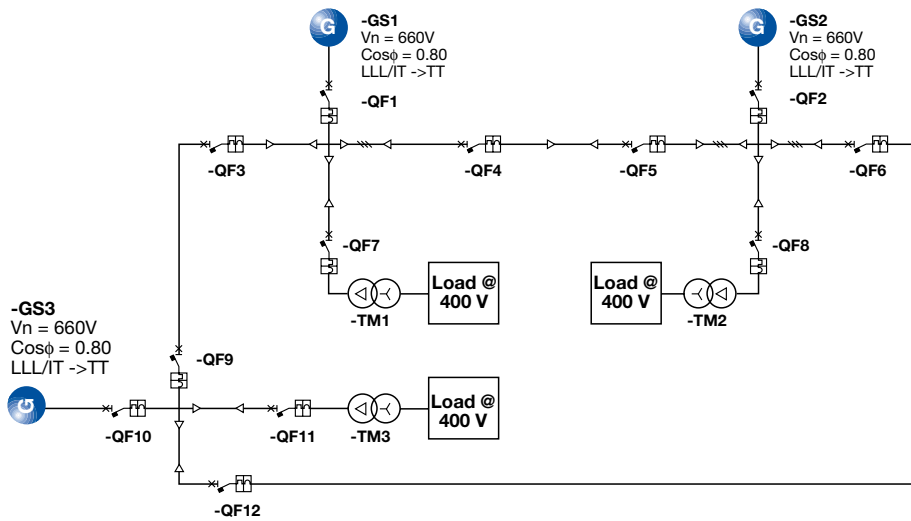 G
-GS1
Vn = 660V
Cosϕ = 0.80
LLL/IT ->TT
-QF1
G
-GS2
Vn = 660V
Cosϕ = 0.80
LLL/IT ->TT
-QF2
-QF3
-QF4
-QF5
-QF6
-QF7
-TM1
Load @
400 V
-QF8
Load @
400 V
-TM2
-GS3
Vn = 660V
Cosϕ = 0.80
LLL/IT ->TT
G
-QF9
-QF10
-QF11
-TM3
Load @
400 V
-QF12